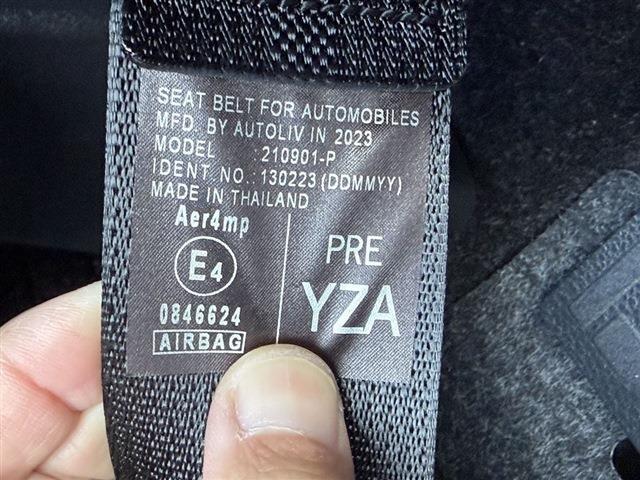 SEAT BELT FOR AUTOMOBILES
MFD. BY AUTOLIV IN 2023
MODEL : 210901-P
IDENT. NO.: 130223 (DDMMYY)
MADE IN THAILAND
Aer4mp
E4
0846624
AIRBAG
PRE
YZA